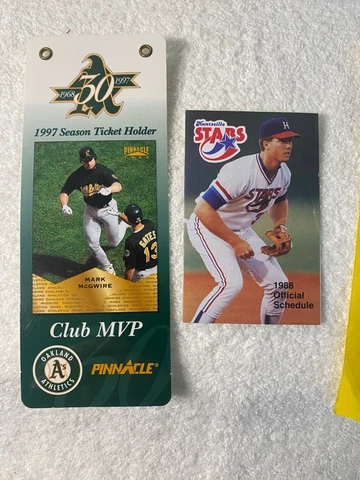 30
1968 1997
A
1997 Season Ticket Holder
PINNACLE
GATES
13
MARK
McGWIRE
Club MVP
OAKLAND
A's
ATHLETICS
PINNACLE
Huntsville
STARS
H
STARS
1988
Official
Schedule